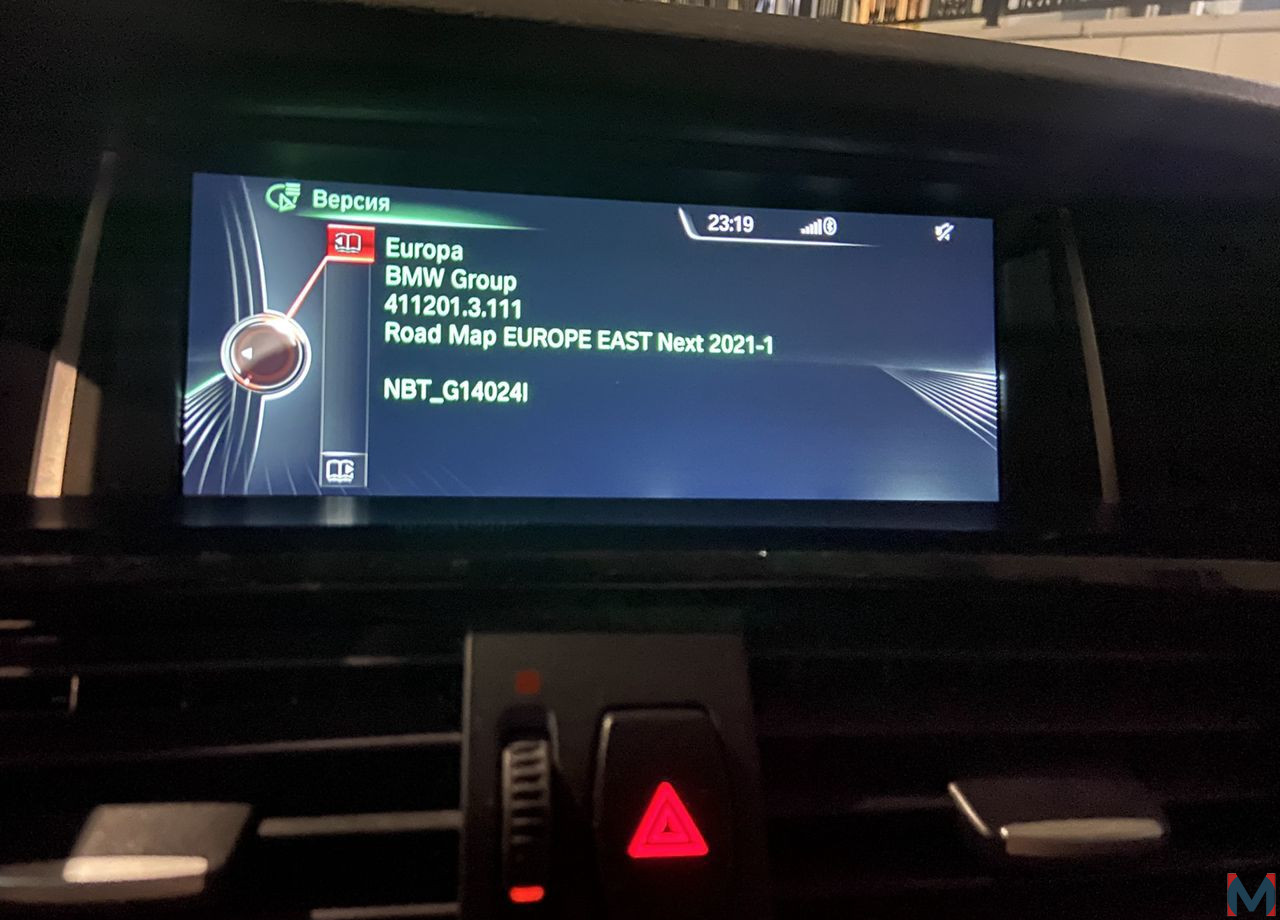 Версия
23:19
Europa
BMW Group
411201.3.111
Road Map EUROPE EAST Next 2021-1
NBT_G14024I
M